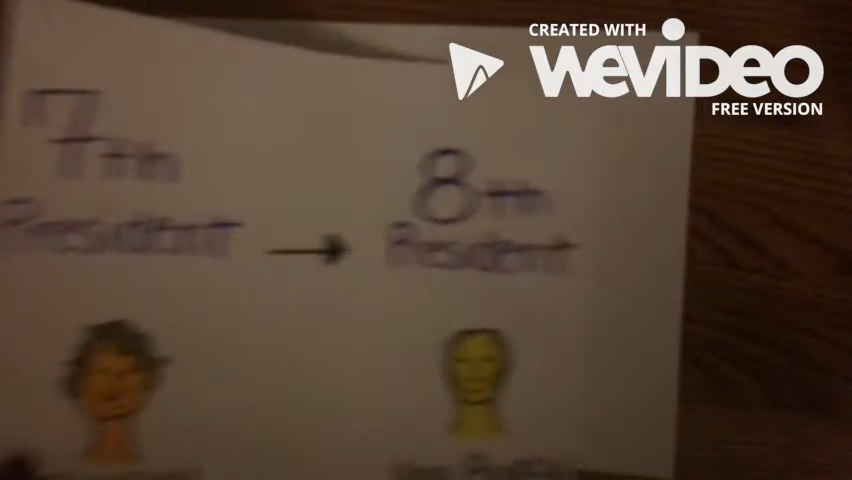 CREATED WITH
WEVIDEO
FREE VERSION
7th
President
8th
President